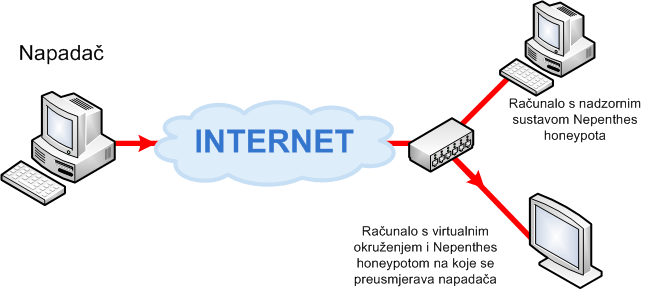 Napadač
INTERNET
Računalo s nadzornim
sustavom Nepenthes
honeypota
Računalo s virtualnim
okruženjem i Nepenthes
honeypotom na koje se
preusmjerava napadača